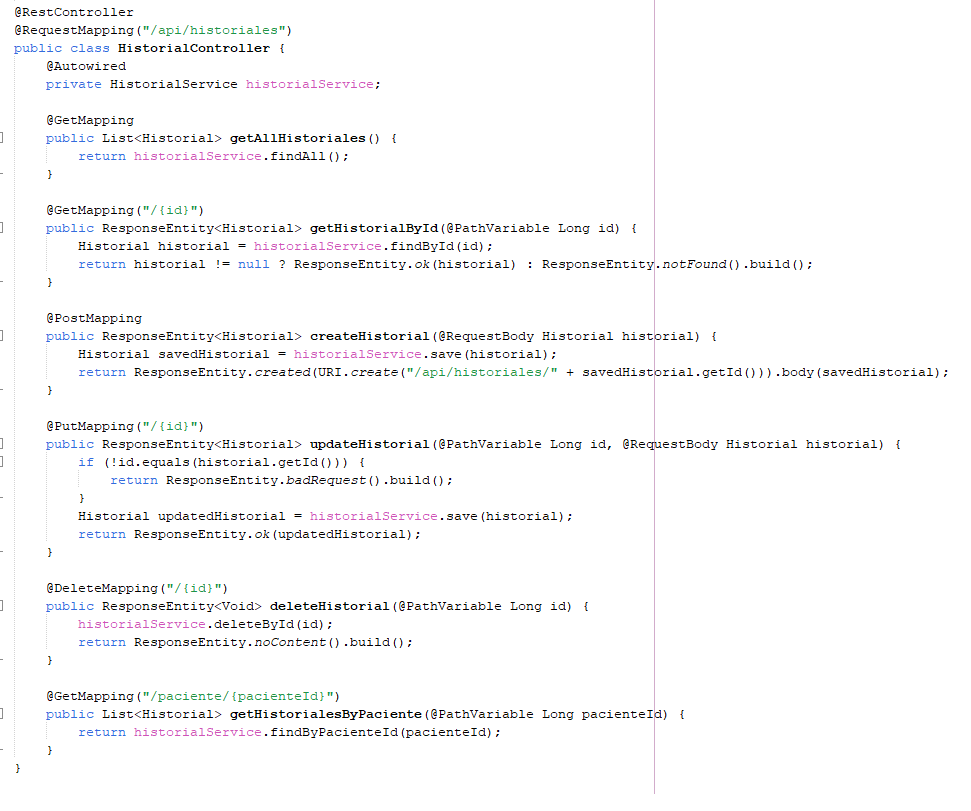 @RestController
@RequestMapping("/api/historiales")
public class HistorialController {
    @Autowired
    private HistorialService historialService;

    @GetMapping
    public List<Historial> getAllHistoriales() {
        return historialService.findAll();
    }

    @GetMapping("/{id}")
    public ResponseEntity<Historial> getHistorialById(@PathVariable Long id) {
        Historial historial = historialService.findById(id);
        return historial != null ? ResponseEntity.ok(historial) : ResponseEntity.notFound().build();
    }

    @PostMapping
    public ResponseEntity<Historial> createHistorial(@RequestBody Historial historial) {
        Historial savedHistorial = historialService.save(historial);
        return ResponseEntity.created(URI.create("/api/historiales/" + savedHistorial.getId())).body(savedHistorial);
    }

    @PutMapping("/{id}")
    public ResponseEntity<Historial> updateHistorial(@PathVariable Long id, @RequestBody Historial historial) {
        if (!id.equals(historial.getId())) {
            return ResponseEntity.badRequest().build();
        }
        Historial updatedHistorial = historialService.save(historial);
        return ResponseEntity.ok(updatedHistorial);
    }

    @DeleteMapping("/{id}")
    public ResponseEntity<Void> deleteHistorial(@PathVariable Long id) {
        historialService.deleteById(id);
        return ResponseEntity.noContent().build();
    }

    @GetMapping("/paciente/{pacienteId}")
    public List<Historial> getHistorialesByPaciente(@PathVariable Long pacienteId) {
        return historialService.findByPacienteId(pacienteId);
    }
}